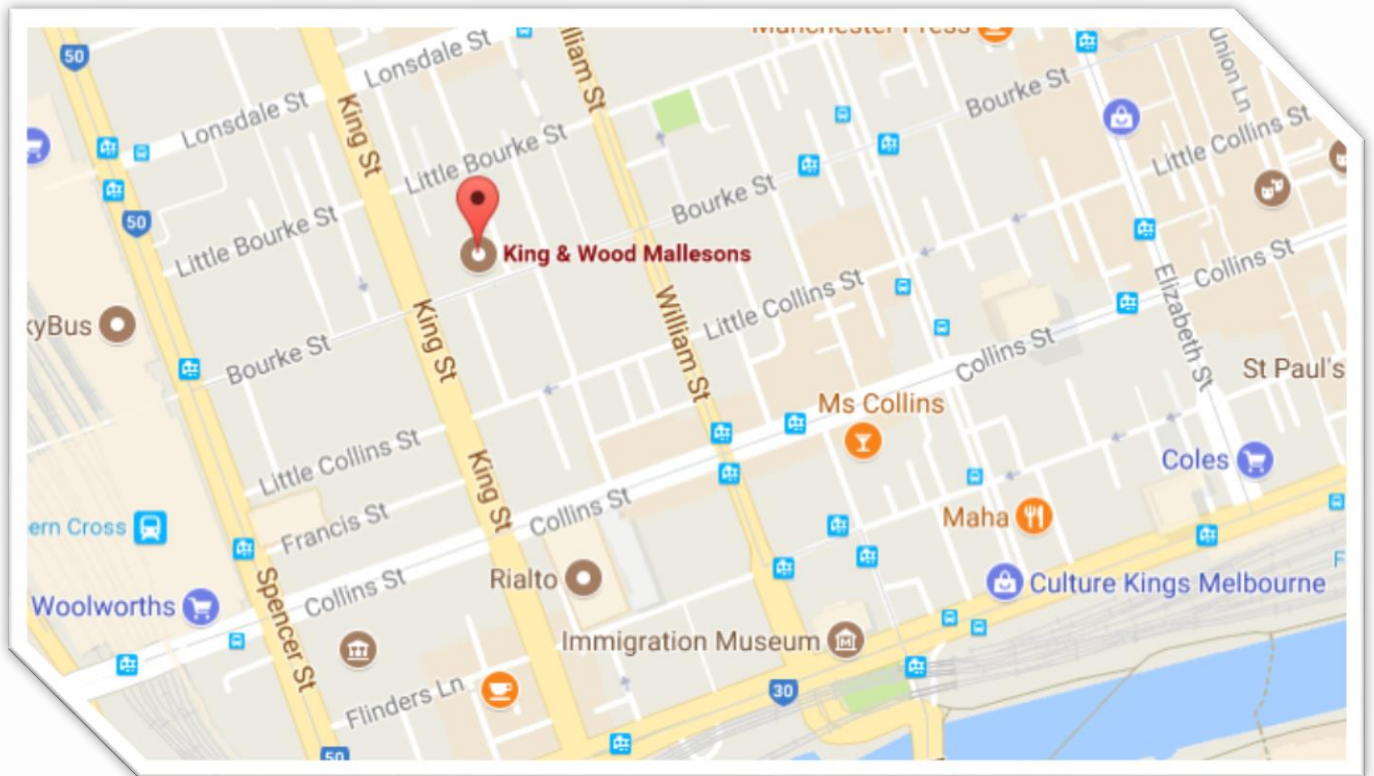 Manchester Press
50
Lonsdale St
Union Ln
William St
Bourke St
King St
Lonsdale St
Little Collins St
Little Bourke St
50
Bourke St
Little Bourke St
King & Wood Mallesons
Collins St
Little Collins St
Elizabeth St
kyBus
King St
William St
Bourke St
Collins St
St Paul's
Ms Collins
Little Collins St
Coles
King St
Collins St
Francis St
Maha
ern Cross
F
Rialto
Collins St
Culture Kings Melbourne
Woolworths
Spencer St
Immigration Museum
30
Flinders Ln
50